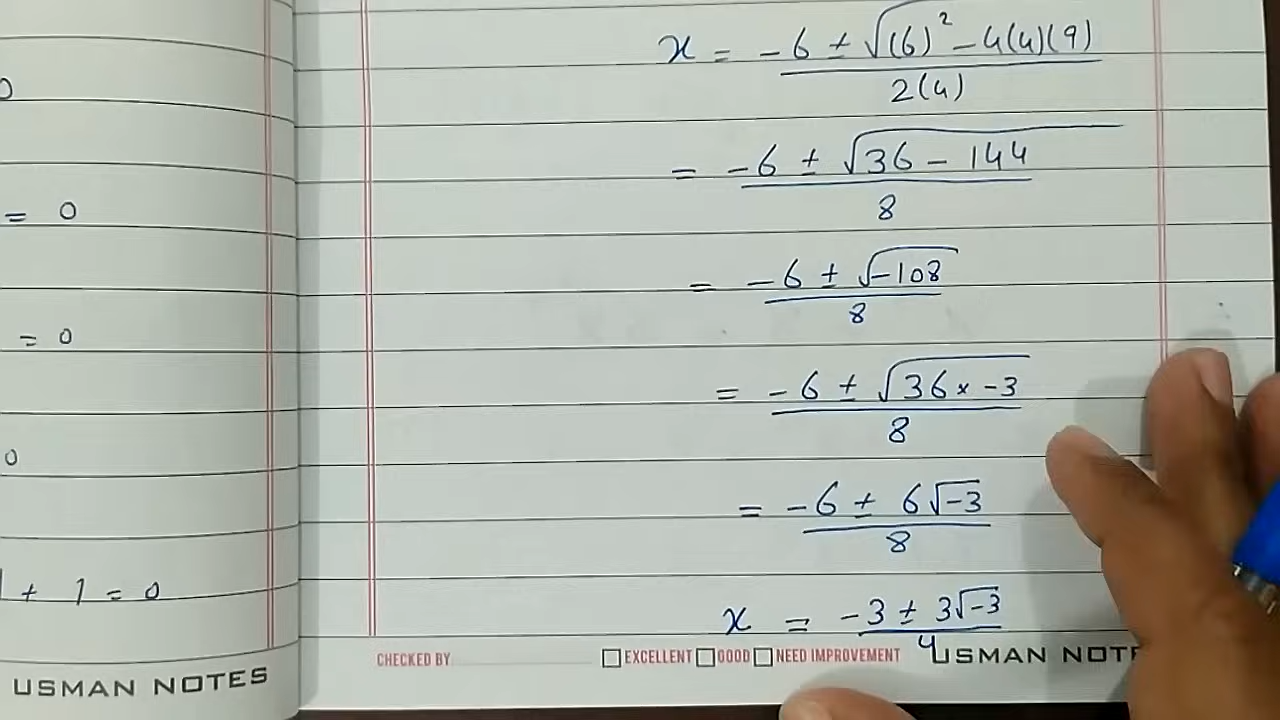 0
= 0
= 0
0
+ 1 = 0
USMAN NOTES
x = -6 ± √(6)² - 4(4)(9)
2(4)
= -6 ± √36 - 144
8
= -6 ± √-108
8
= -6 ± √36 × -3
8
= -6 ± 6√-3
8
x = -3 ± 3√-3
4
CHECKED BY EXCELLENT GOOD NEED IMPROVEMENT USMAN NOT